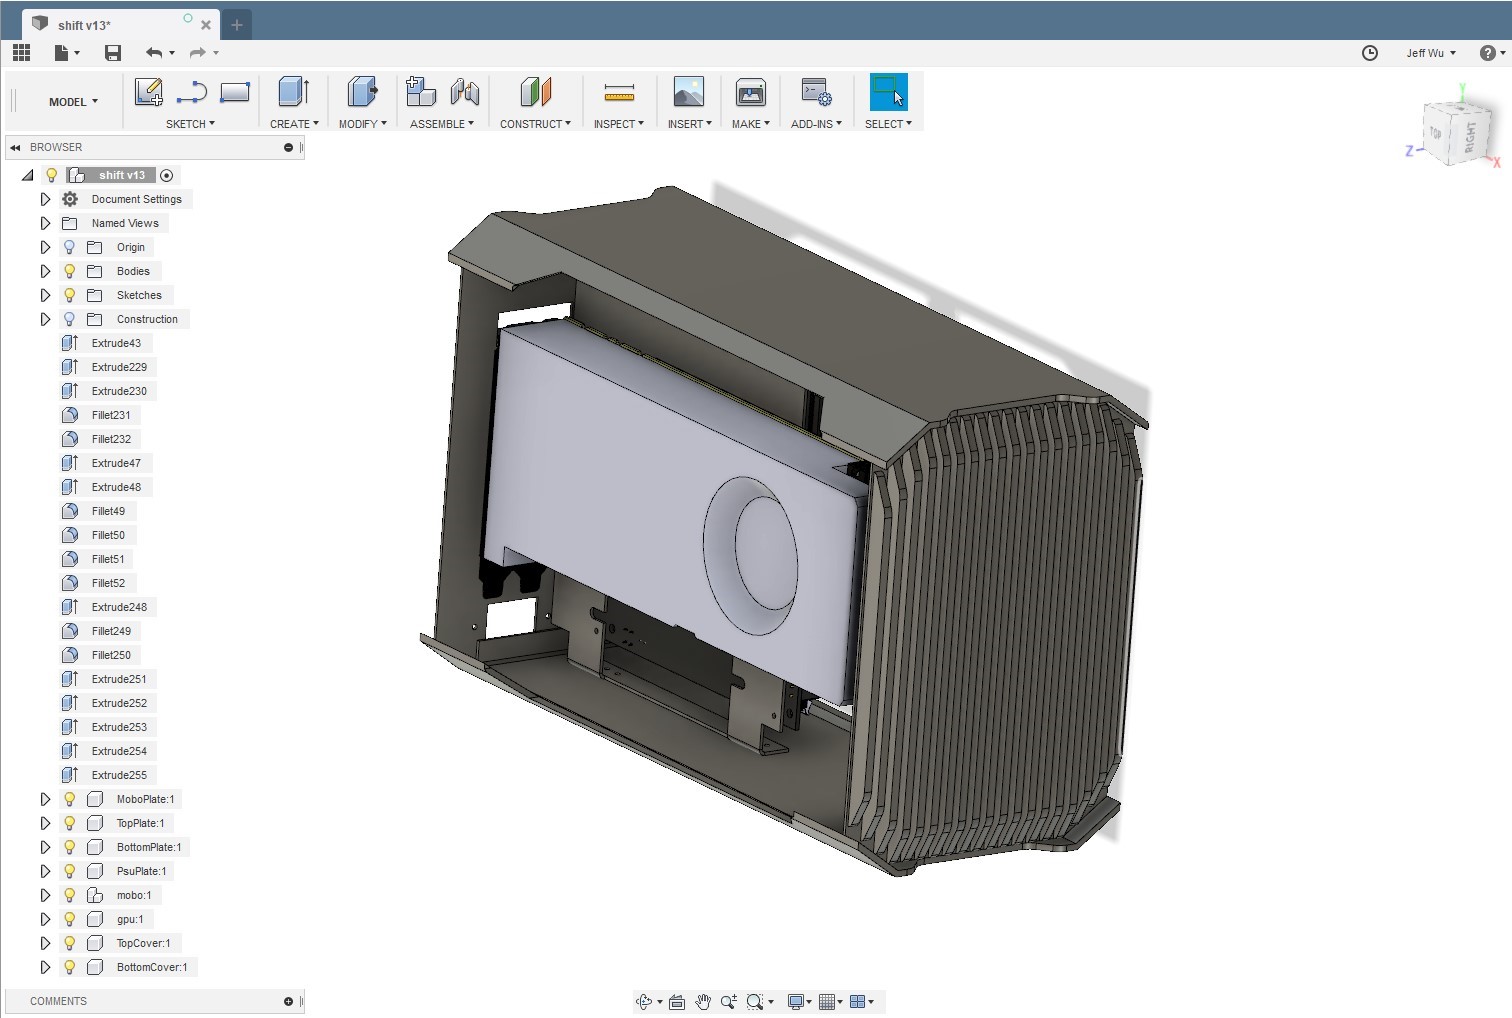 shift v13*
Jeff Wu
MODEL
SKETCH
CREATE
MODIFY
ASSEMBLE
CONSTRUCT
INSPECT
INSERT
MAKE
ADD-INS
SELECT
Y
TOP
RIGHT
Z
X
BROWSER
shift v13
Document Settings
Named Views
Origin
Bodies
Sketches
Construction
Extrude43
Extrude229
Extrude230
Fillet231
Fillet232
Extrude47
Extrude48
Fillet49
Fillet50
Fillet51
Fillet52
Extrude248
Fillet249
Fillet250
Extrude251
Extrude252
Extrude253
Extrude254
Extrude255
MoboPlate:1
TopPlate:1
BottomPlate:1
PsuPlate:1
mobo:1
gpu:1
TopCover:1
BottomCover:1
COMMENTS